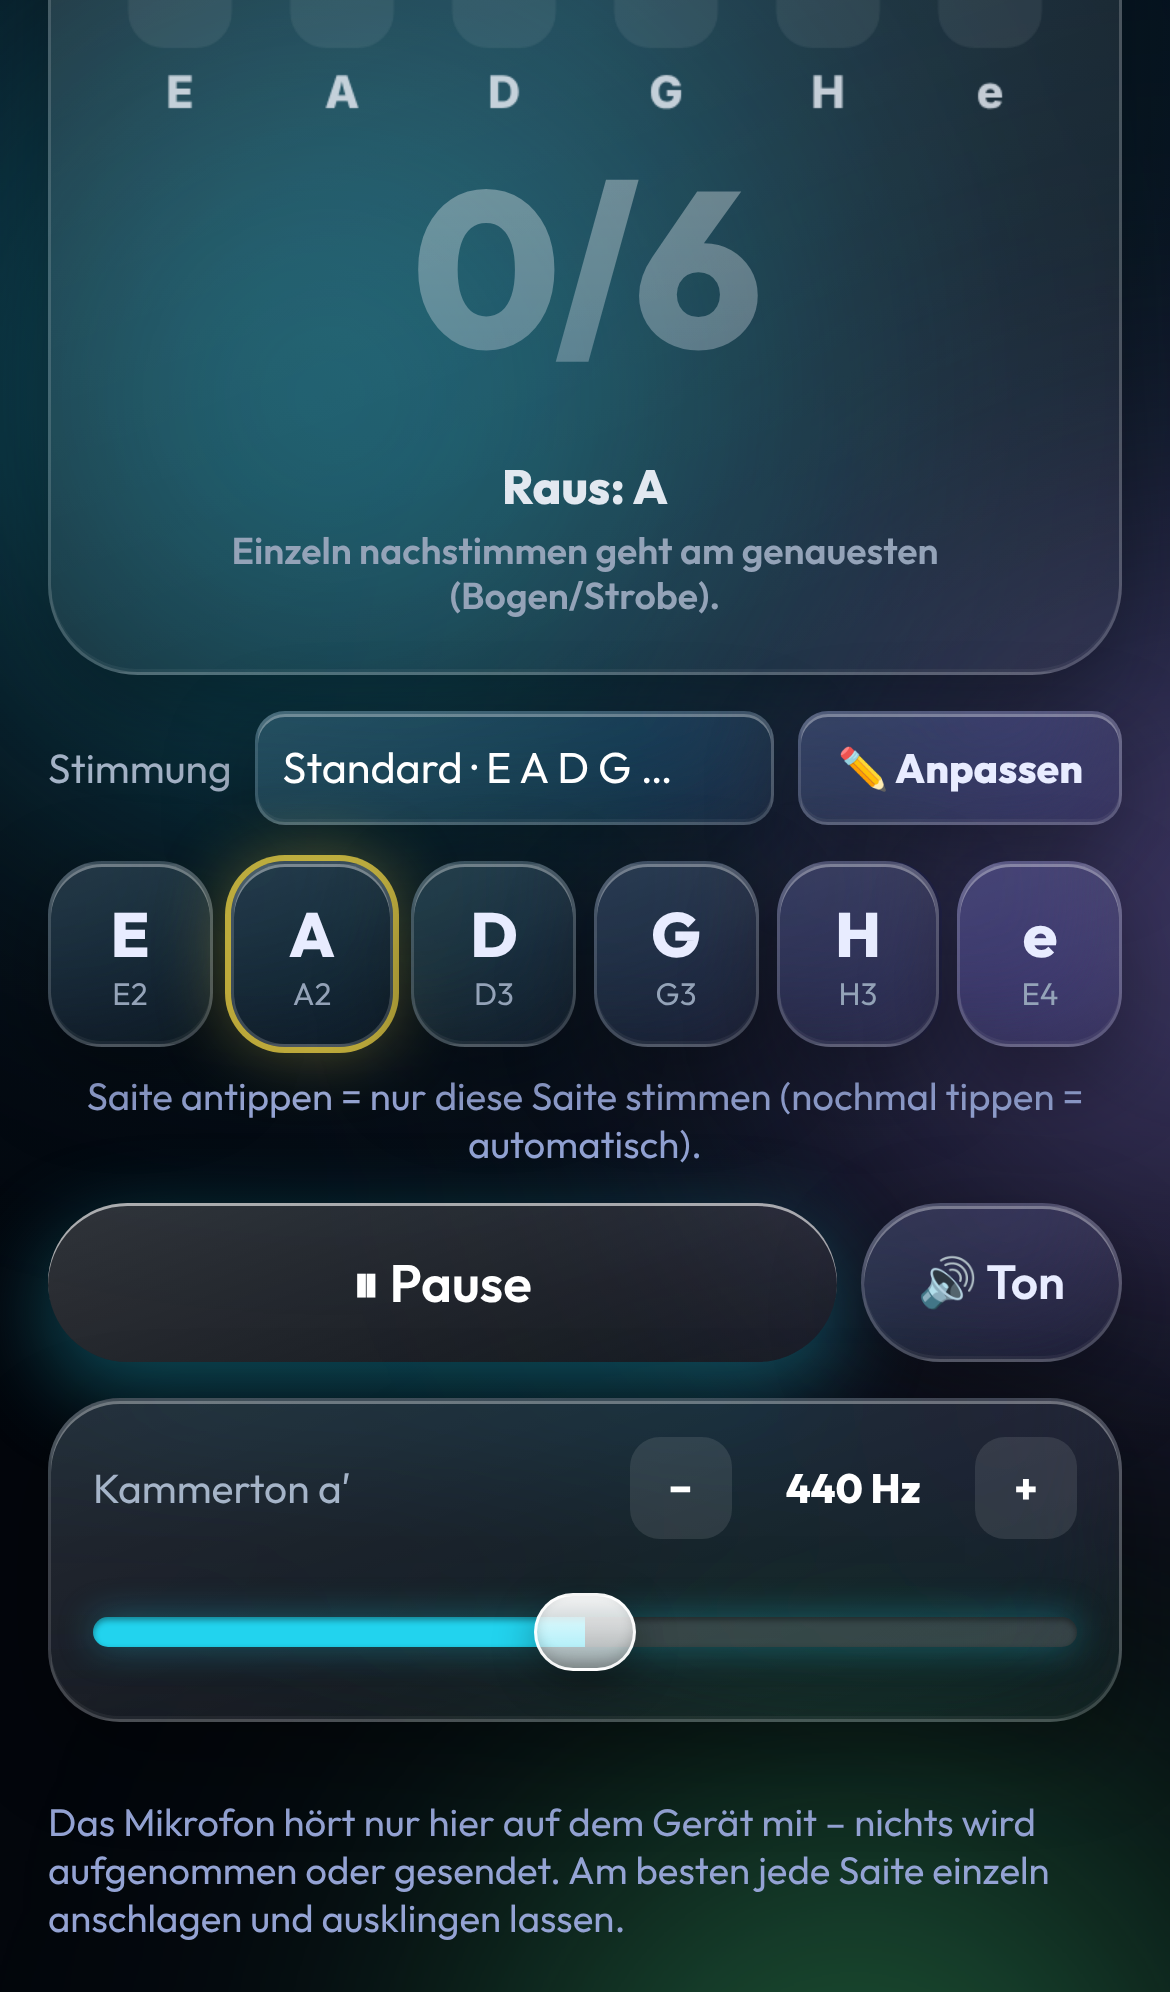 E A D G H e
0/6
Raus: A
Einzeln nachstimmen geht am genauesten
(Bogen/Strobe).
Stimmung Standard · E A D G ... ✏️ Anpassen
E A D G H e
E2 A2 D3 G3 H3 E4
Saite antippen = nur diese Saite stimmen (nochmal tippen =
automatisch).
⏸ Pause 🔊 Ton
Kammerton a′ − 440 Hz +
Das Mikrofon hört nur hier auf dem Gerät mit – nichts wird
aufgenommen oder gesendet. Am besten jede Saite einzeln
anschlagen und ausklingen lassen.